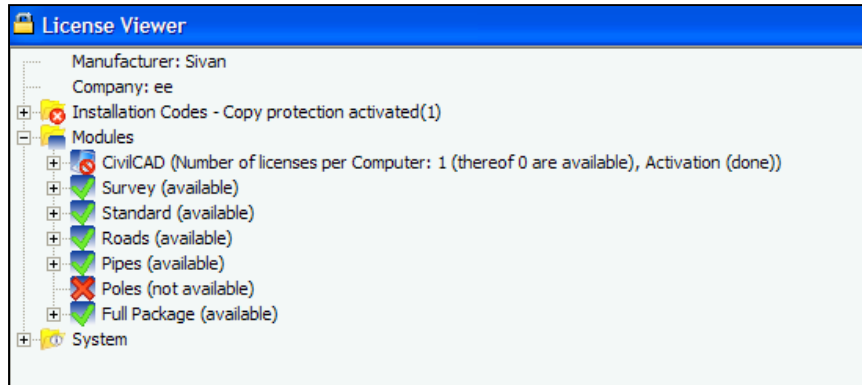 License Viewer
Manufacturer: Sivan
Company: ee
Installation Codes - Copy protection activated(1)
Modules
CivilCAD (Number of licenses per Computer: 1 (thereof 0 are available), Activation (done))
Survey (available)
Standard (available)
Roads (available)
Pipes (available)
Poles (not available)
Full Package (available)
System